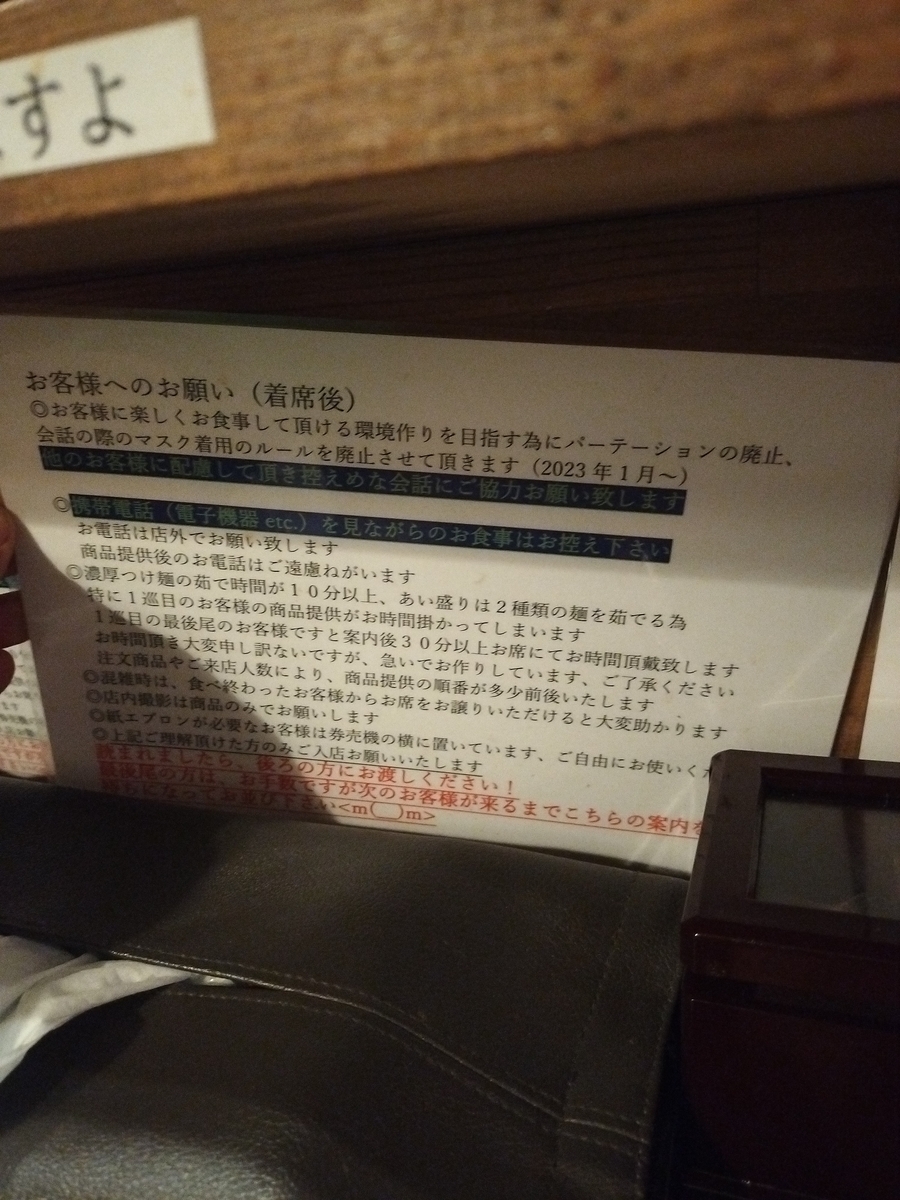 すよ
お客様へのお願い（着席後）
◎お客様に楽しくお食事して頂ける環境作りを目指す為にパーテーションの廃止、
会話の際のマスク着用のルールを廃止させて頂きます（2023年1月～）
他のお客様に配慮して頂き控えめな会話にご協力お願い致します
◎携帯電話（電子機器 etc.）を見ながらのお食事はお控え下さい
お電話は店外でお願い致します
商品提供後のお電話はご遠慮ねがいます
◎濃厚つけ麺の茹で時間が１０分以上、あい盛りは２種類の麺を茹でる為
特に１巡目のお客様の商品提供がお時間掛かってしまいます
１巡目の最後尾のお客様ですと案内後３０分以上お席にてお時間頂戴致します
お時間頂き大変申し訳ないですが、急いでお作りしています、ご了承ください
注文商品やご来店人数により、商品提供の順番が多少前後いたします
◎混雑時は、食べ終わったお客様からお席をお譲りいただけると大変助かります
◎店内撮影は商品のみでお願いします
◎紙エプロンが必要なお客様は券売機の横に置いています、ご自由にお使いく
◎上記ご理解頂けた方のみご入店お願いいたします
読まれましたら、後ろの方にお渡しください！
最後尾の方は、お手数ですが次のお客様が来るまでこちらの案内を
お持ちになってお並び下さい<m(__)m>